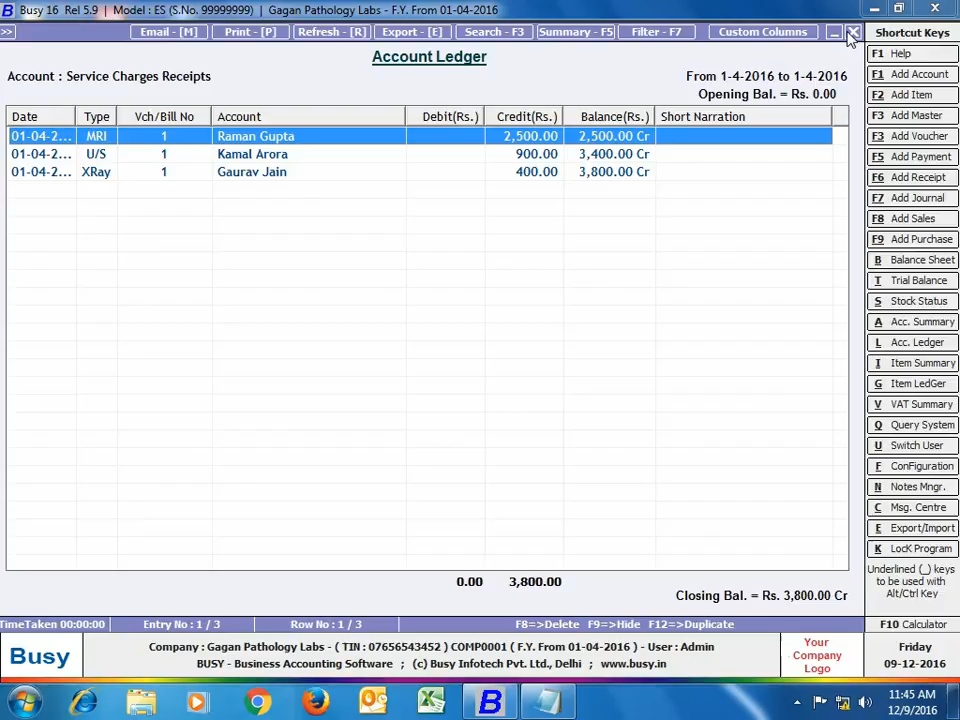 Busy 16 Rel 5.9 | Model : ES (S.No. 99999999) | Gagan Pathology Labs - F.Y. From 01-04-2016
>> Email - [M] Print - [P] Refresh - [R] Export - [E] Search - F3 Summary - F5 Filter - F7 Custom Columns
Account Ledger
Account : Service Charges Receipts
From 1-4-2016 to 1-4-2016
Opening Bal. = Rs. 0.00
Date Type Vch/Bill No Account Debit(Rs.) Credit(Rs.) Balance(Rs.) Short Narration
01-04-2... MRI 1 Raman Gupta 2,500.00 2,500.00 Cr
01-04-2... U/S 1 Kamal Arora 900.00 3,400.00 Cr
01-04-2... XRay 1 Gaurav Jain 400.00 3,800.00 Cr
0.00 3,800.00
Closing Bal. = Rs. 3,800.00 Cr
TimeTaken 00:00:00 Entry No : 1 / 3 Row No : 1 / 3 F8=>Delete F9=>Hide F12=>Duplicate
Shortcut Keys
F1 Help
F1 Add Account
F2 Add Item
F3 Add Master
F3 Add Voucher
F5 Add Payment
F6 Add Receipt
F7 Add Journal
F8 Add Sales
F9 Add Purchase
B Balance Sheet
T Trial Balance
S Stock Status
A Acc. Summary
L Acc. Ledger
I Item Summary
G Item LedGer
V VAT Summary
Q Query System
U Switch User
F ConFiguration
N Notes Mngr.
C Msg. Centre
E Export/Import
K LocK Program
Underlined (_) keys
to be used with
Alt/Ctrl Key
F10 Calculator
Busy
Company : Gagan Pathology Labs - ( TIN : 07656543452 ) COMP0001 ( F.Y. From 01-04-2016 ) - User : Admin
BUSY - Business Accounting Software ; (c) Busy Infotech Pvt. Ltd., Delhi ; www.busy.in
Your
Company
Logo
Friday
09-12-2016
B
11:45 AM
12/9/2016